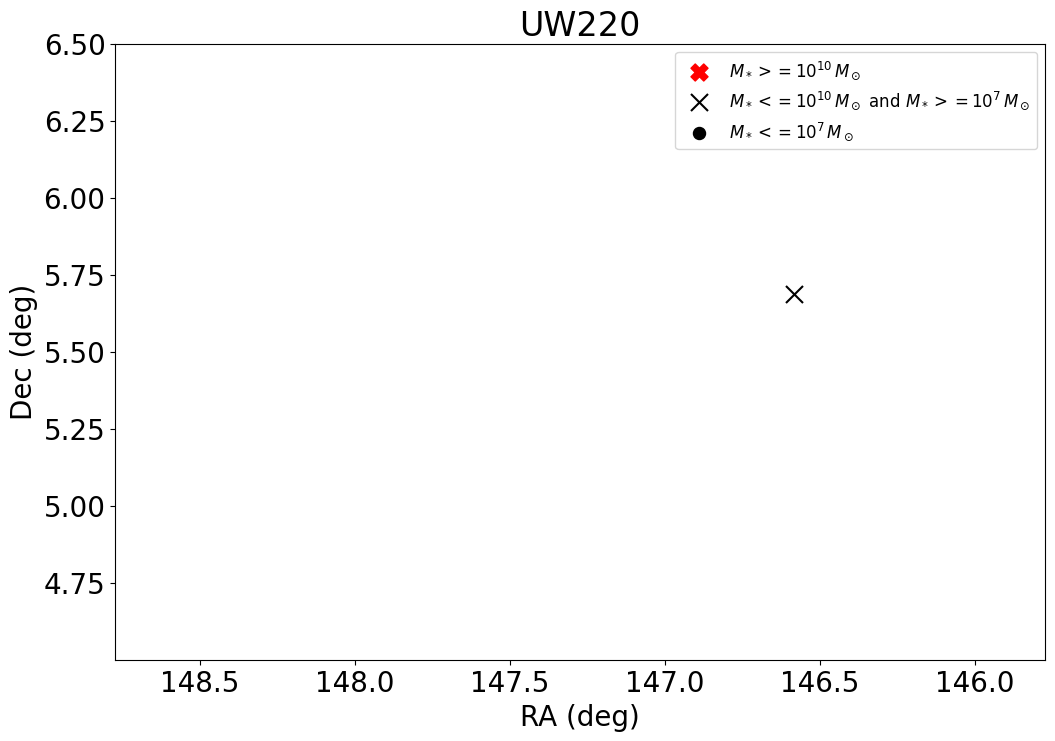 UW220
6.50
6.25
6.00
5.75
5.50
5.25
5.00
4.75
Dec (deg)
M* >= 10^10 M⊙
M* <= 10^10 M⊙ and M* >= 10^7 M⊙
M* <= 10^7 M⊙
148.5 148.0 147.5 147.0 146.5 146.0
RA (deg)